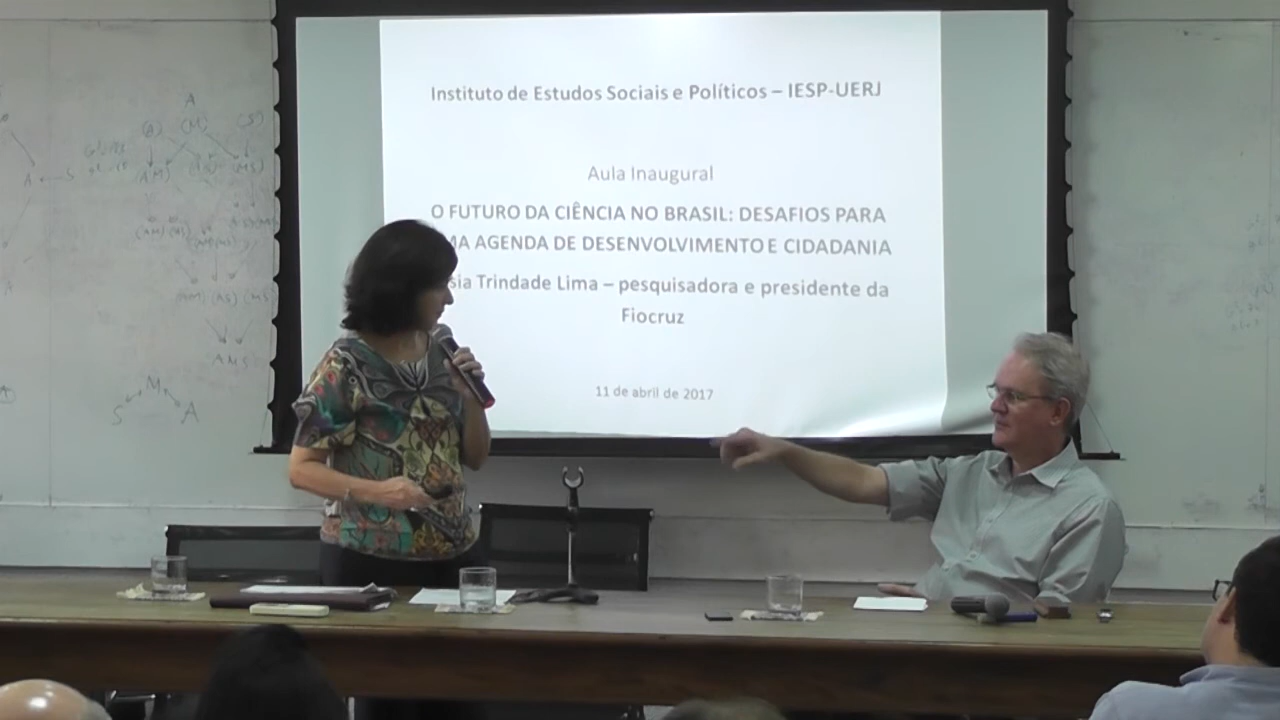 Instituto de Estudos Sociais e Políticos – IESP-UERJ
Aula Inaugural
O FUTURO DA CIÊNCIA NO BRASIL: DESAFIOS PARA
MA AGENDA DE DESENVOLVIMENTO E CIDADANIA
sia Trindade Lima – pesquisadora e presidente da
Fiocruz
11 de abril de 2017
A
(M)
(S)
A
S
AMS
M
S
A